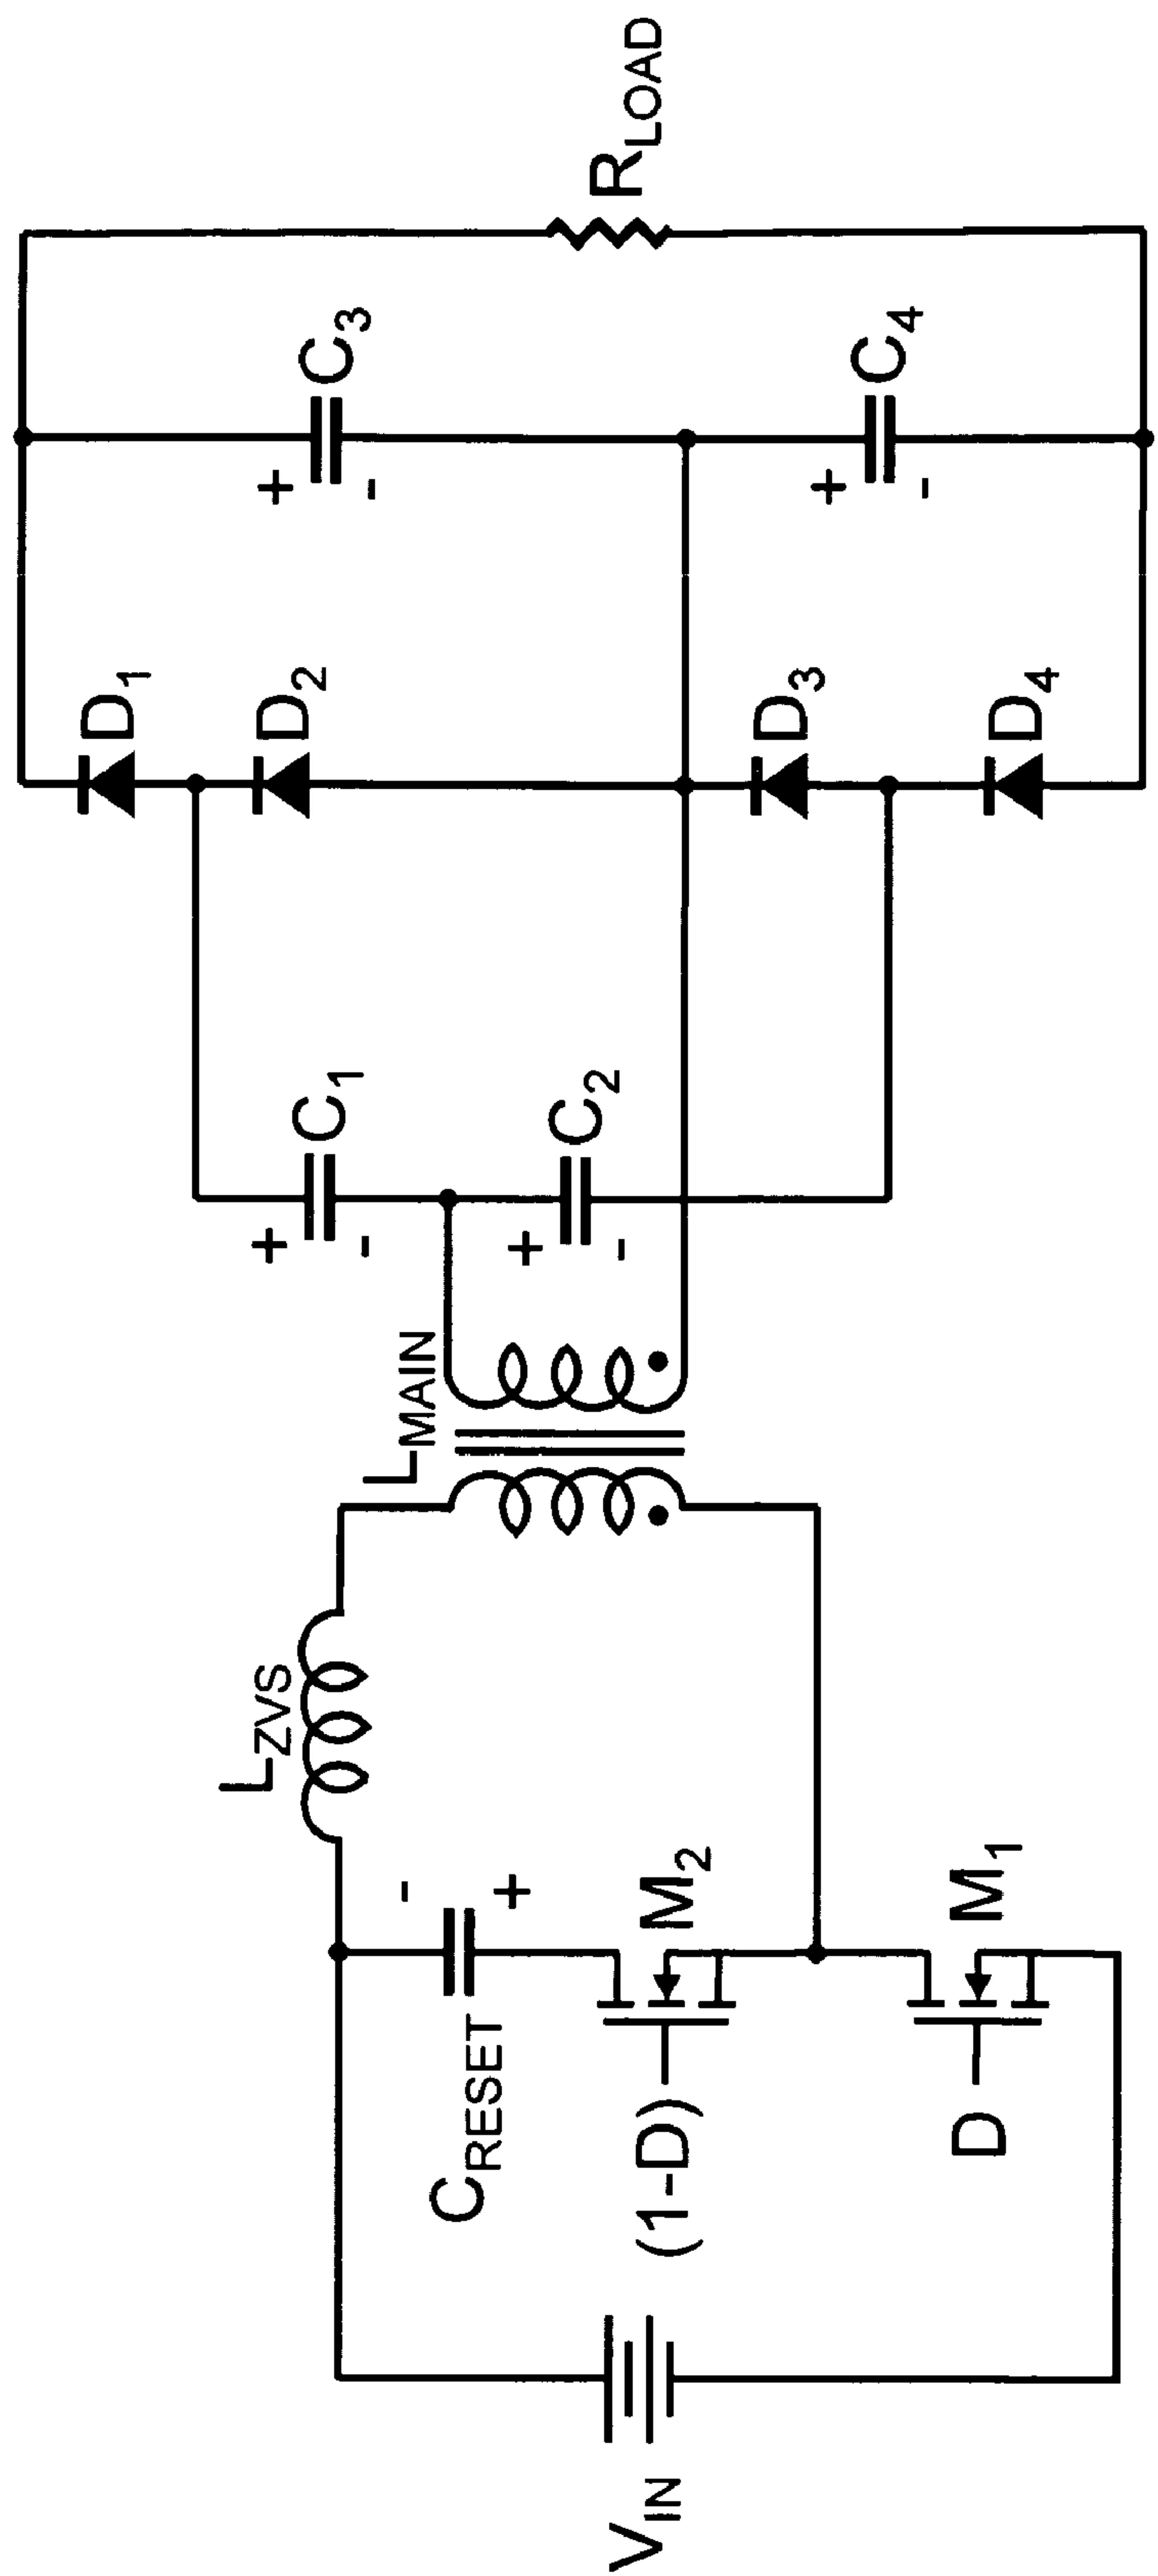 V_IN
C_RESET
-
+
(1-D)
M_2
D
M_1
L_ZVS
L_MAIN
+
-
C_1
+
-
C_2
D_1
D_2
D_3
D_4
+
-
C_3
+
-
C_4
R_LOAD